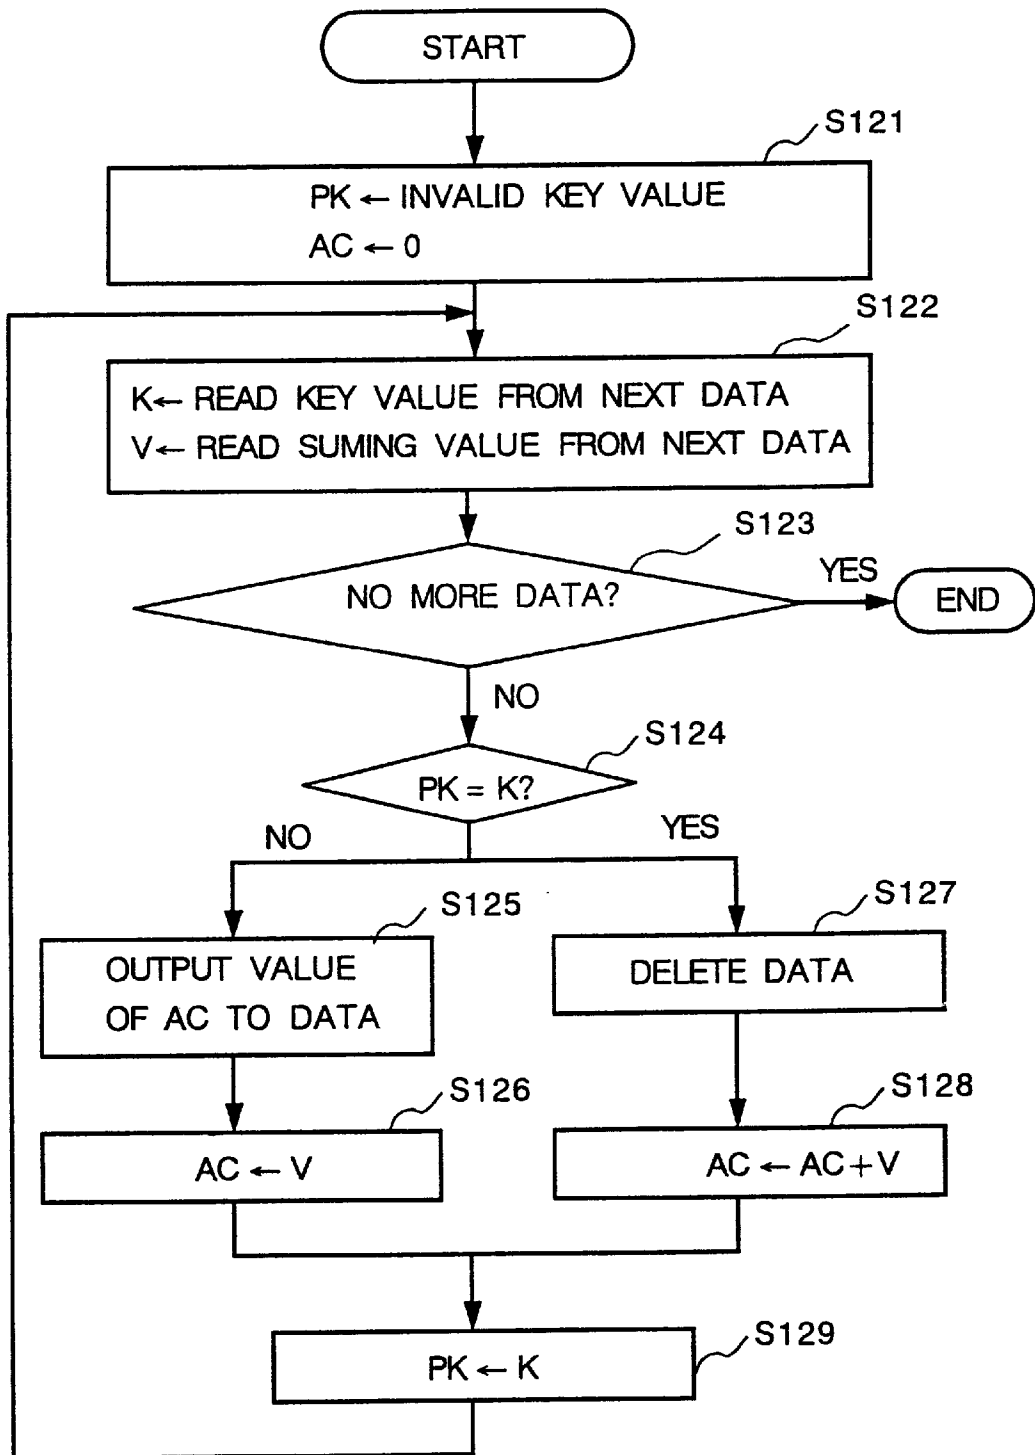 START
S121
PK ← INVALID KEY VALUE
AC ← 0
S122
K ← READ KEY VALUE FROM NEXT DATA
V ← READ SUMING VALUE FROM NEXT DATA
S123
NO MORE DATA?
YES
END
NO
S124
PK = K?
NO
YES
S125
OUTPUT VALUE
OF AC TO DATA
S127
DELETE DATA
S126
AC ← V
S128
AC ← AC + V
S129
PK ← K